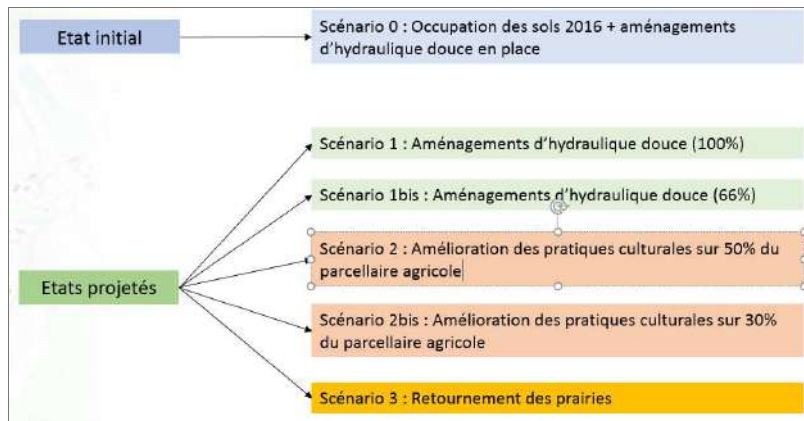 Etat initial
Scénario 0 : Occupation des sols 2016 + aménagements
d'hydraulique douce en place
Scénario 1 : Aménagements d'hydraulique douce (100%)
Scénario 1bis : Aménagements d'hydraulique douce (66%)
Scénario 2 : Amélioration des pratiques culturales sur 50% du
parcellaire agricole
Etats projetés
Scénario 2bis : Amélioration des pratiques culturales sur 30%
du parcellaire agricole
Scénario 3 : Retournement des prairies